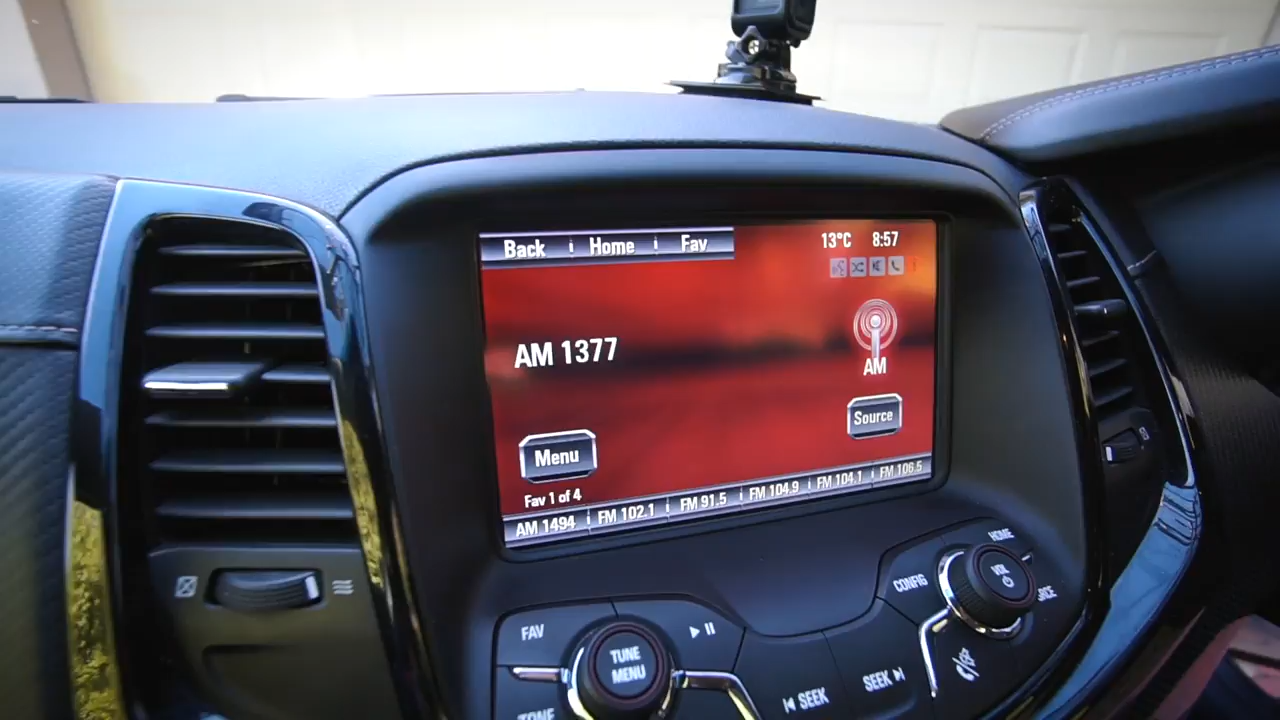 Back Home Fav
13°C 8:57
AM 1377
AM
Source
Menu
Fav 1 of 4
AM 1494 FM 102.1 FM 91.5 FM 104.9 FM 104.1 FM 106.5
HOME
VOL
CONFIG
FAV
TUNE
MENU
SEEK
SEEK
TONE